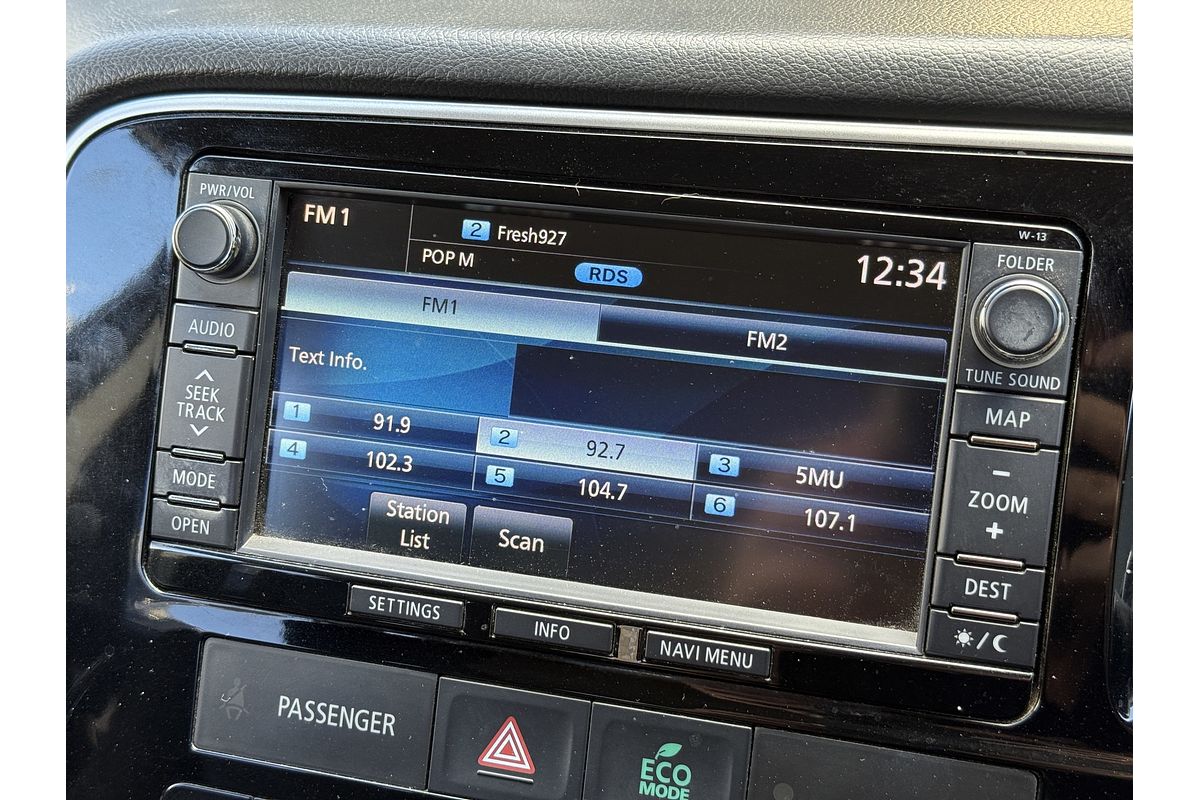 PWR/VOL
FM1
2 Fresh927
W-13
POP M
RDS
12:34
FOLDER
FM1
FM2
AUDIO
Text Info.
TUNE SOUND
SEEK
TRACK
1 91.9
2 92.7
3 5MU
MAP
4 102.3
5 104.7
6 107.1
-
ZOOM
+
MODE
Station
List
Scan
OPEN
DEST
SETTINGS
INFO
NAVI MENU
/
PASSENGER
ECO
MODE